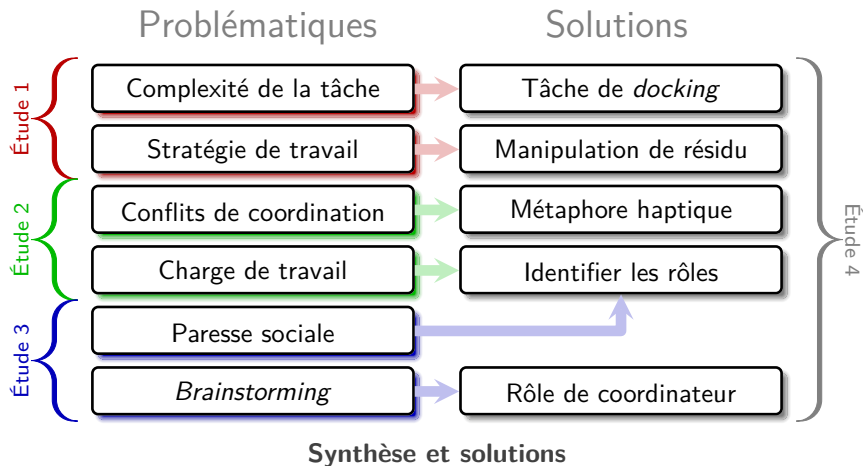 Problématiques
Solutions
Étude 1
Complexité de la tâche
Tâche de docking
Stratégie de travail
Manipulation de résidu
Étude 2
Conflits de coordination
Métaphore haptique
Charge de travail
Identifier les rôles
Étude 3
Paresse sociale
Brainstorming
Rôle de coordinateur
Étude 4
Synthèse et solutions